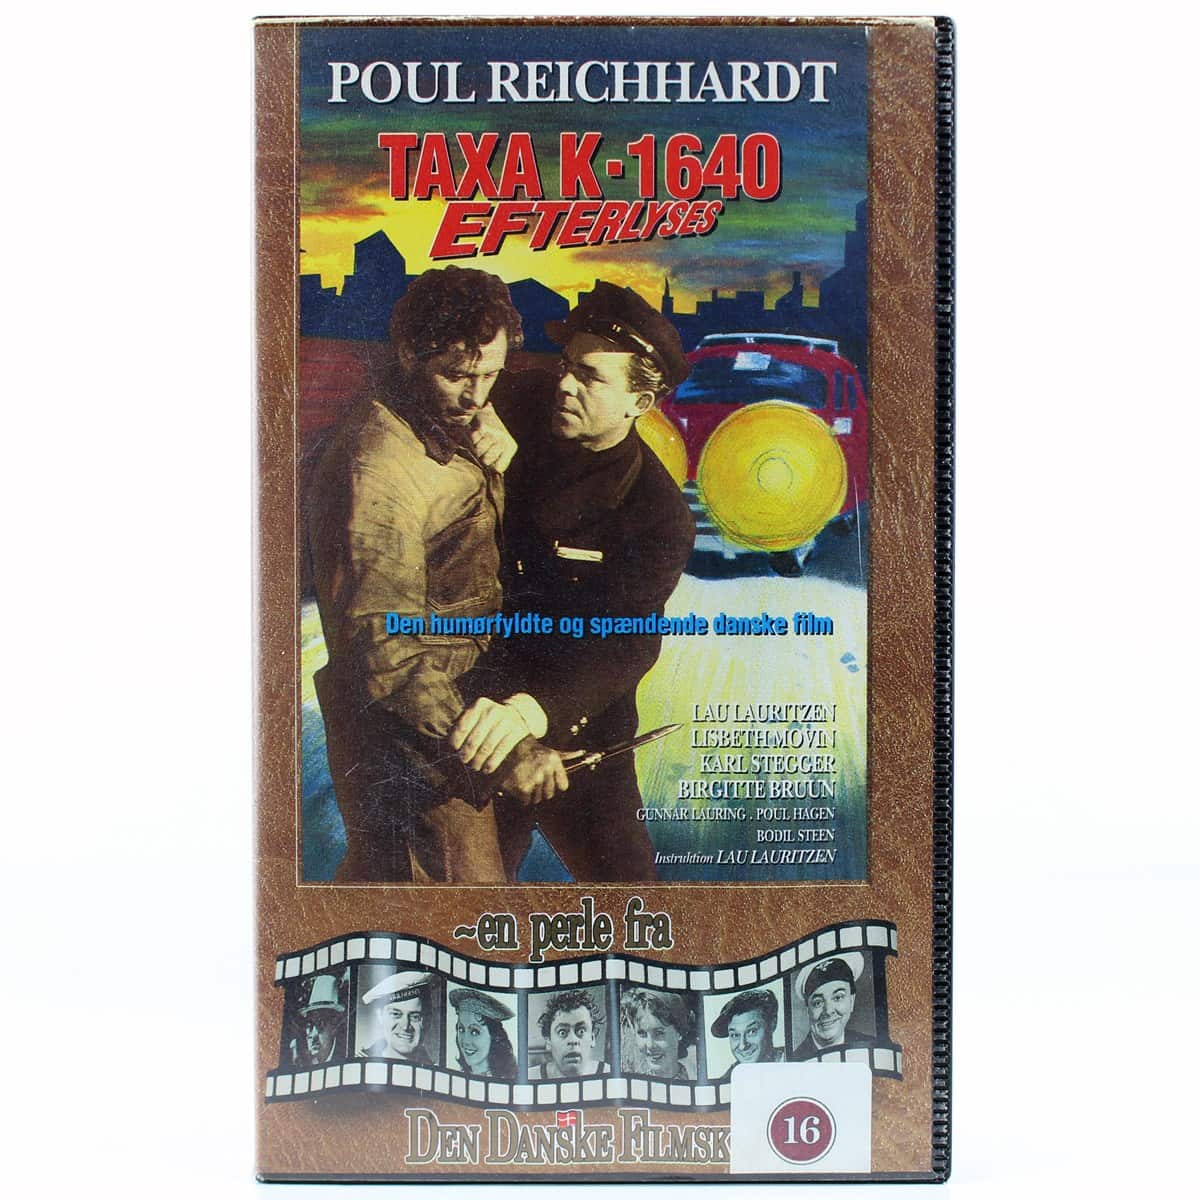 POUL REICHHARDT
TAXA K·1640
EFTERLYSES
Den humørfyldte og spændende danske film
LAU LAURITZEN
LISBETH MOVIN
KARL STEGGER
BIRGITTE BRUUN
GUNNAR LAURING . POUL HAGEN
BODIL STEEN
Instruktion LAU LAURITZEN
~en perle fra
DEN DANSKE FILMSK
16